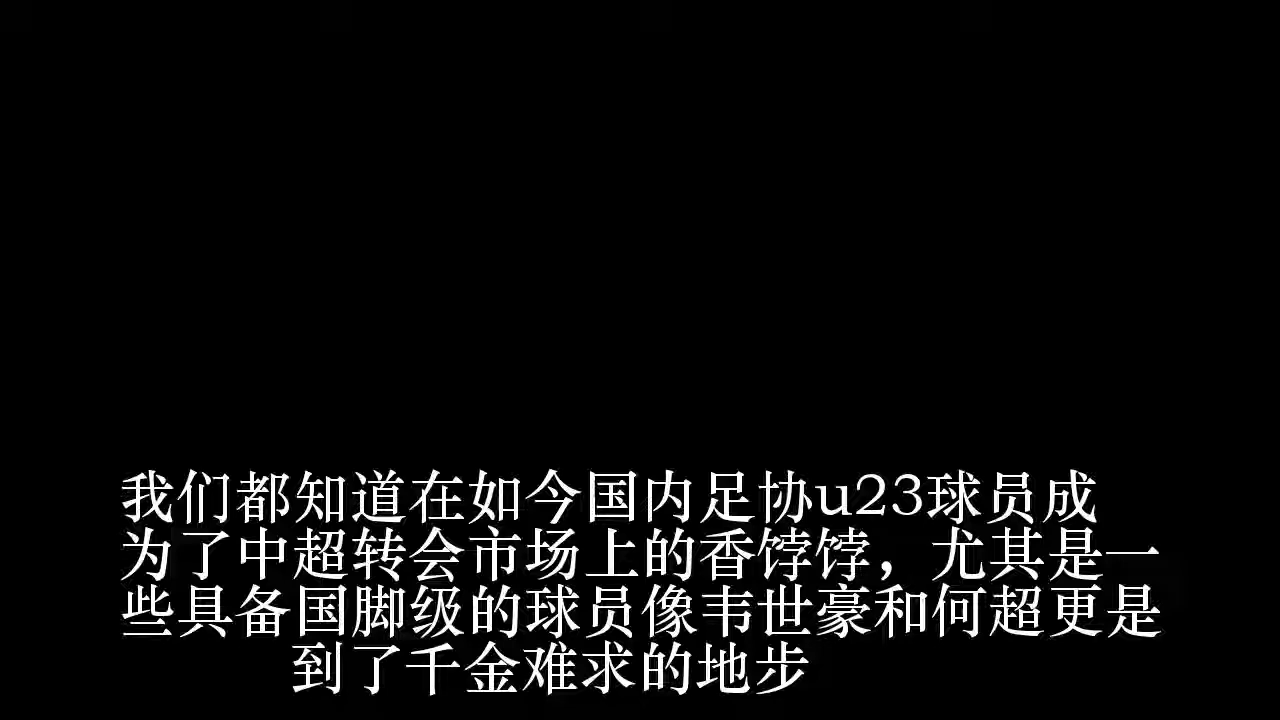 我们都知道在如今国内足协u23球员成
为了中超转会市场上的香饽饽，尤其是一
些具备国脚级的球员像韦世豪和何超更是
到了千金难求的地步